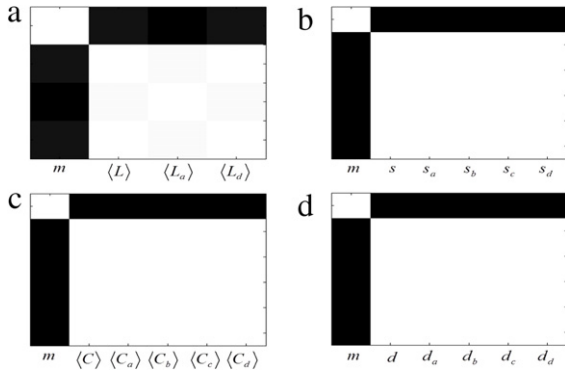 a
m ⟨L⟩ ⟨L_a⟩ ⟨L_d⟩
b
m s s_a s_b s_c s_d
c
m ⟨C⟩ ⟨C_a⟩ ⟨C_b⟩ ⟨C_c⟩ ⟨C_d⟩
d
m d d_a d_b d_c d_d